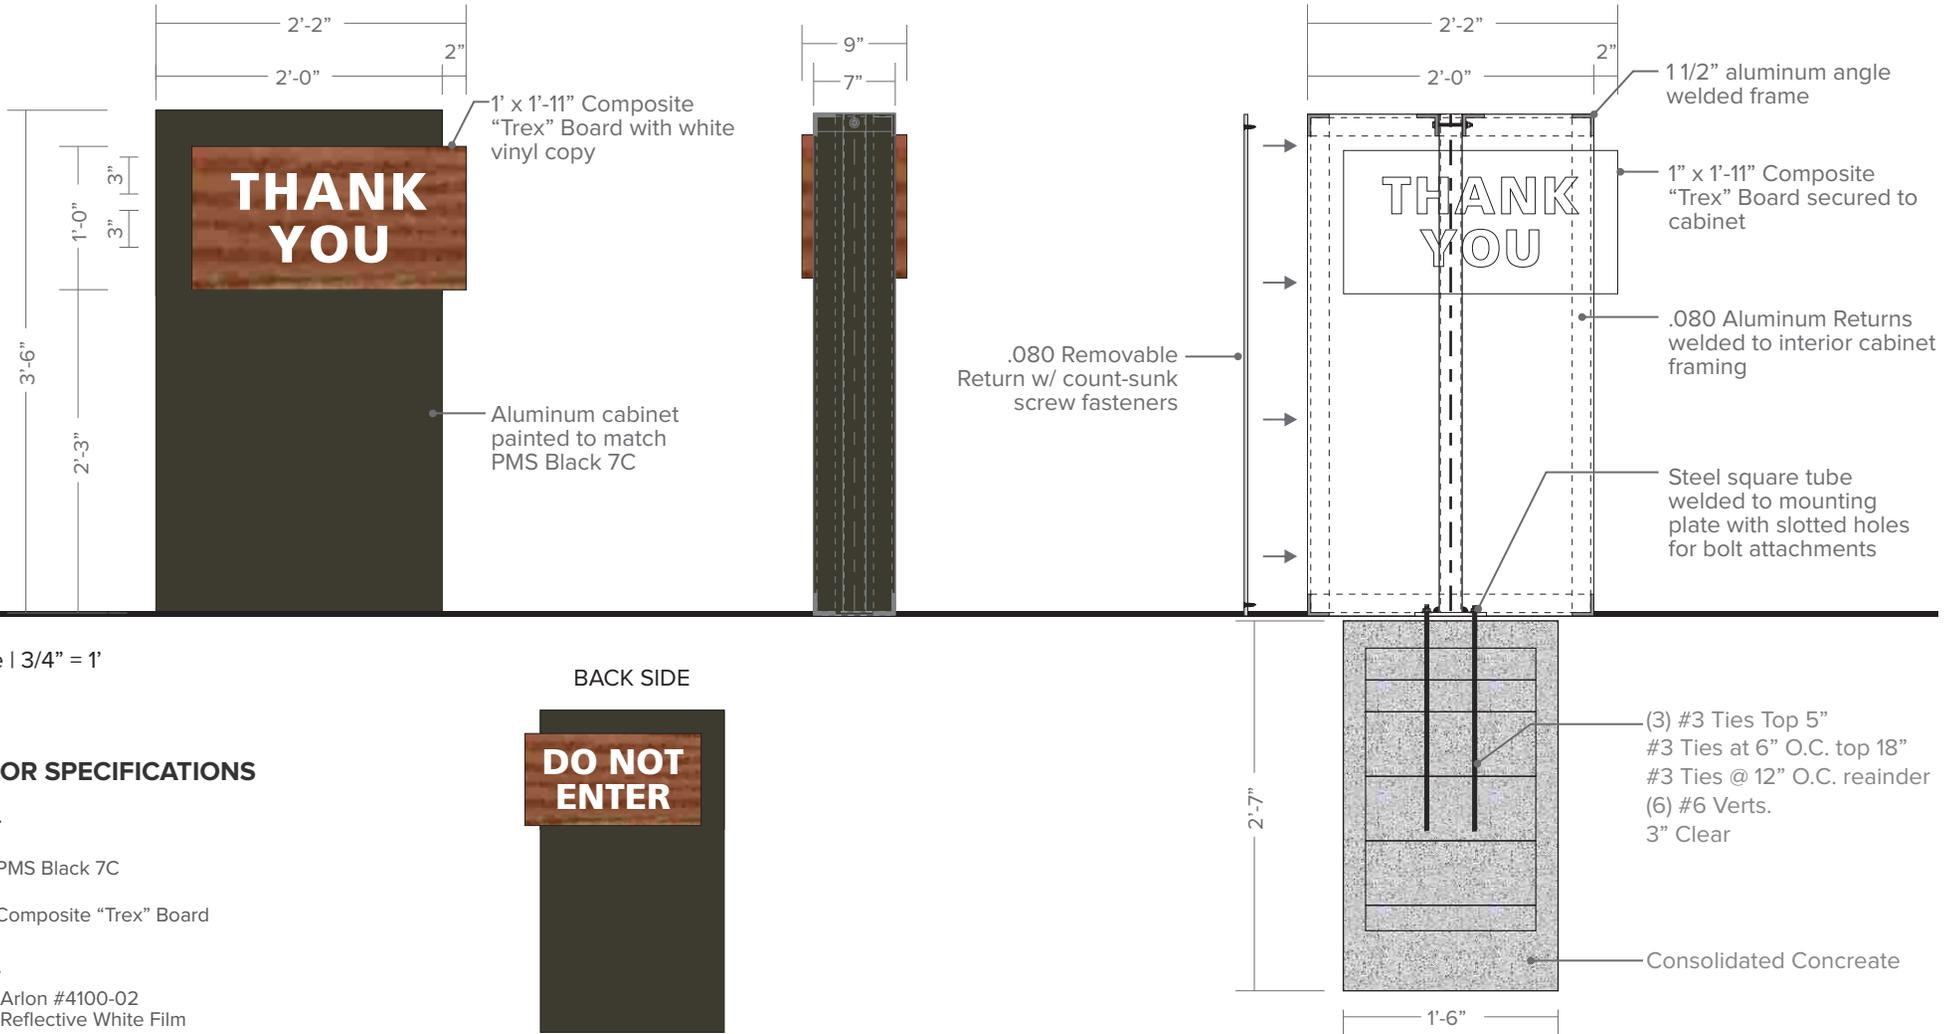 2’-2”
2”
2’-0”
1’ x 1’-11” Composite
“Trex” Board with white
vinyl copy
3”
3”
1’-0”
3’-6”
2’-3”
THANK
YOU
Aluminum cabinet
painted to match
PMS Black 7C
9”
7”
.080 Removable
Return w/ count-sunk
screw fasteners
2’-2”
2”
2’-0”
1 1/2” aluminum angle
welded frame
THANK
YOU
1” x 1’-11” Composite
“Trex” Board secured to
cabinet
.080 Aluminum Returns
welded to interior cabinet
framing
Steel square tube
welded to mounting
plate with slotted holes
for bolt attachments
| 3/4” = 1’
BACK SIDE
DO NOT
ENTER
OR SPECIFICATIONS
PMS Black 7C
Composite “Trex” Board
Arlon #4100-02
Reflective White Film
2’-7”
(3) #3 Ties Top 5”
#3 Ties at 6” O.C. top 18”
#3 Ties @ 12” O.C. reainder
(6) #6 Verts.
3” Clear
Consolidated Concreate
1’-6”